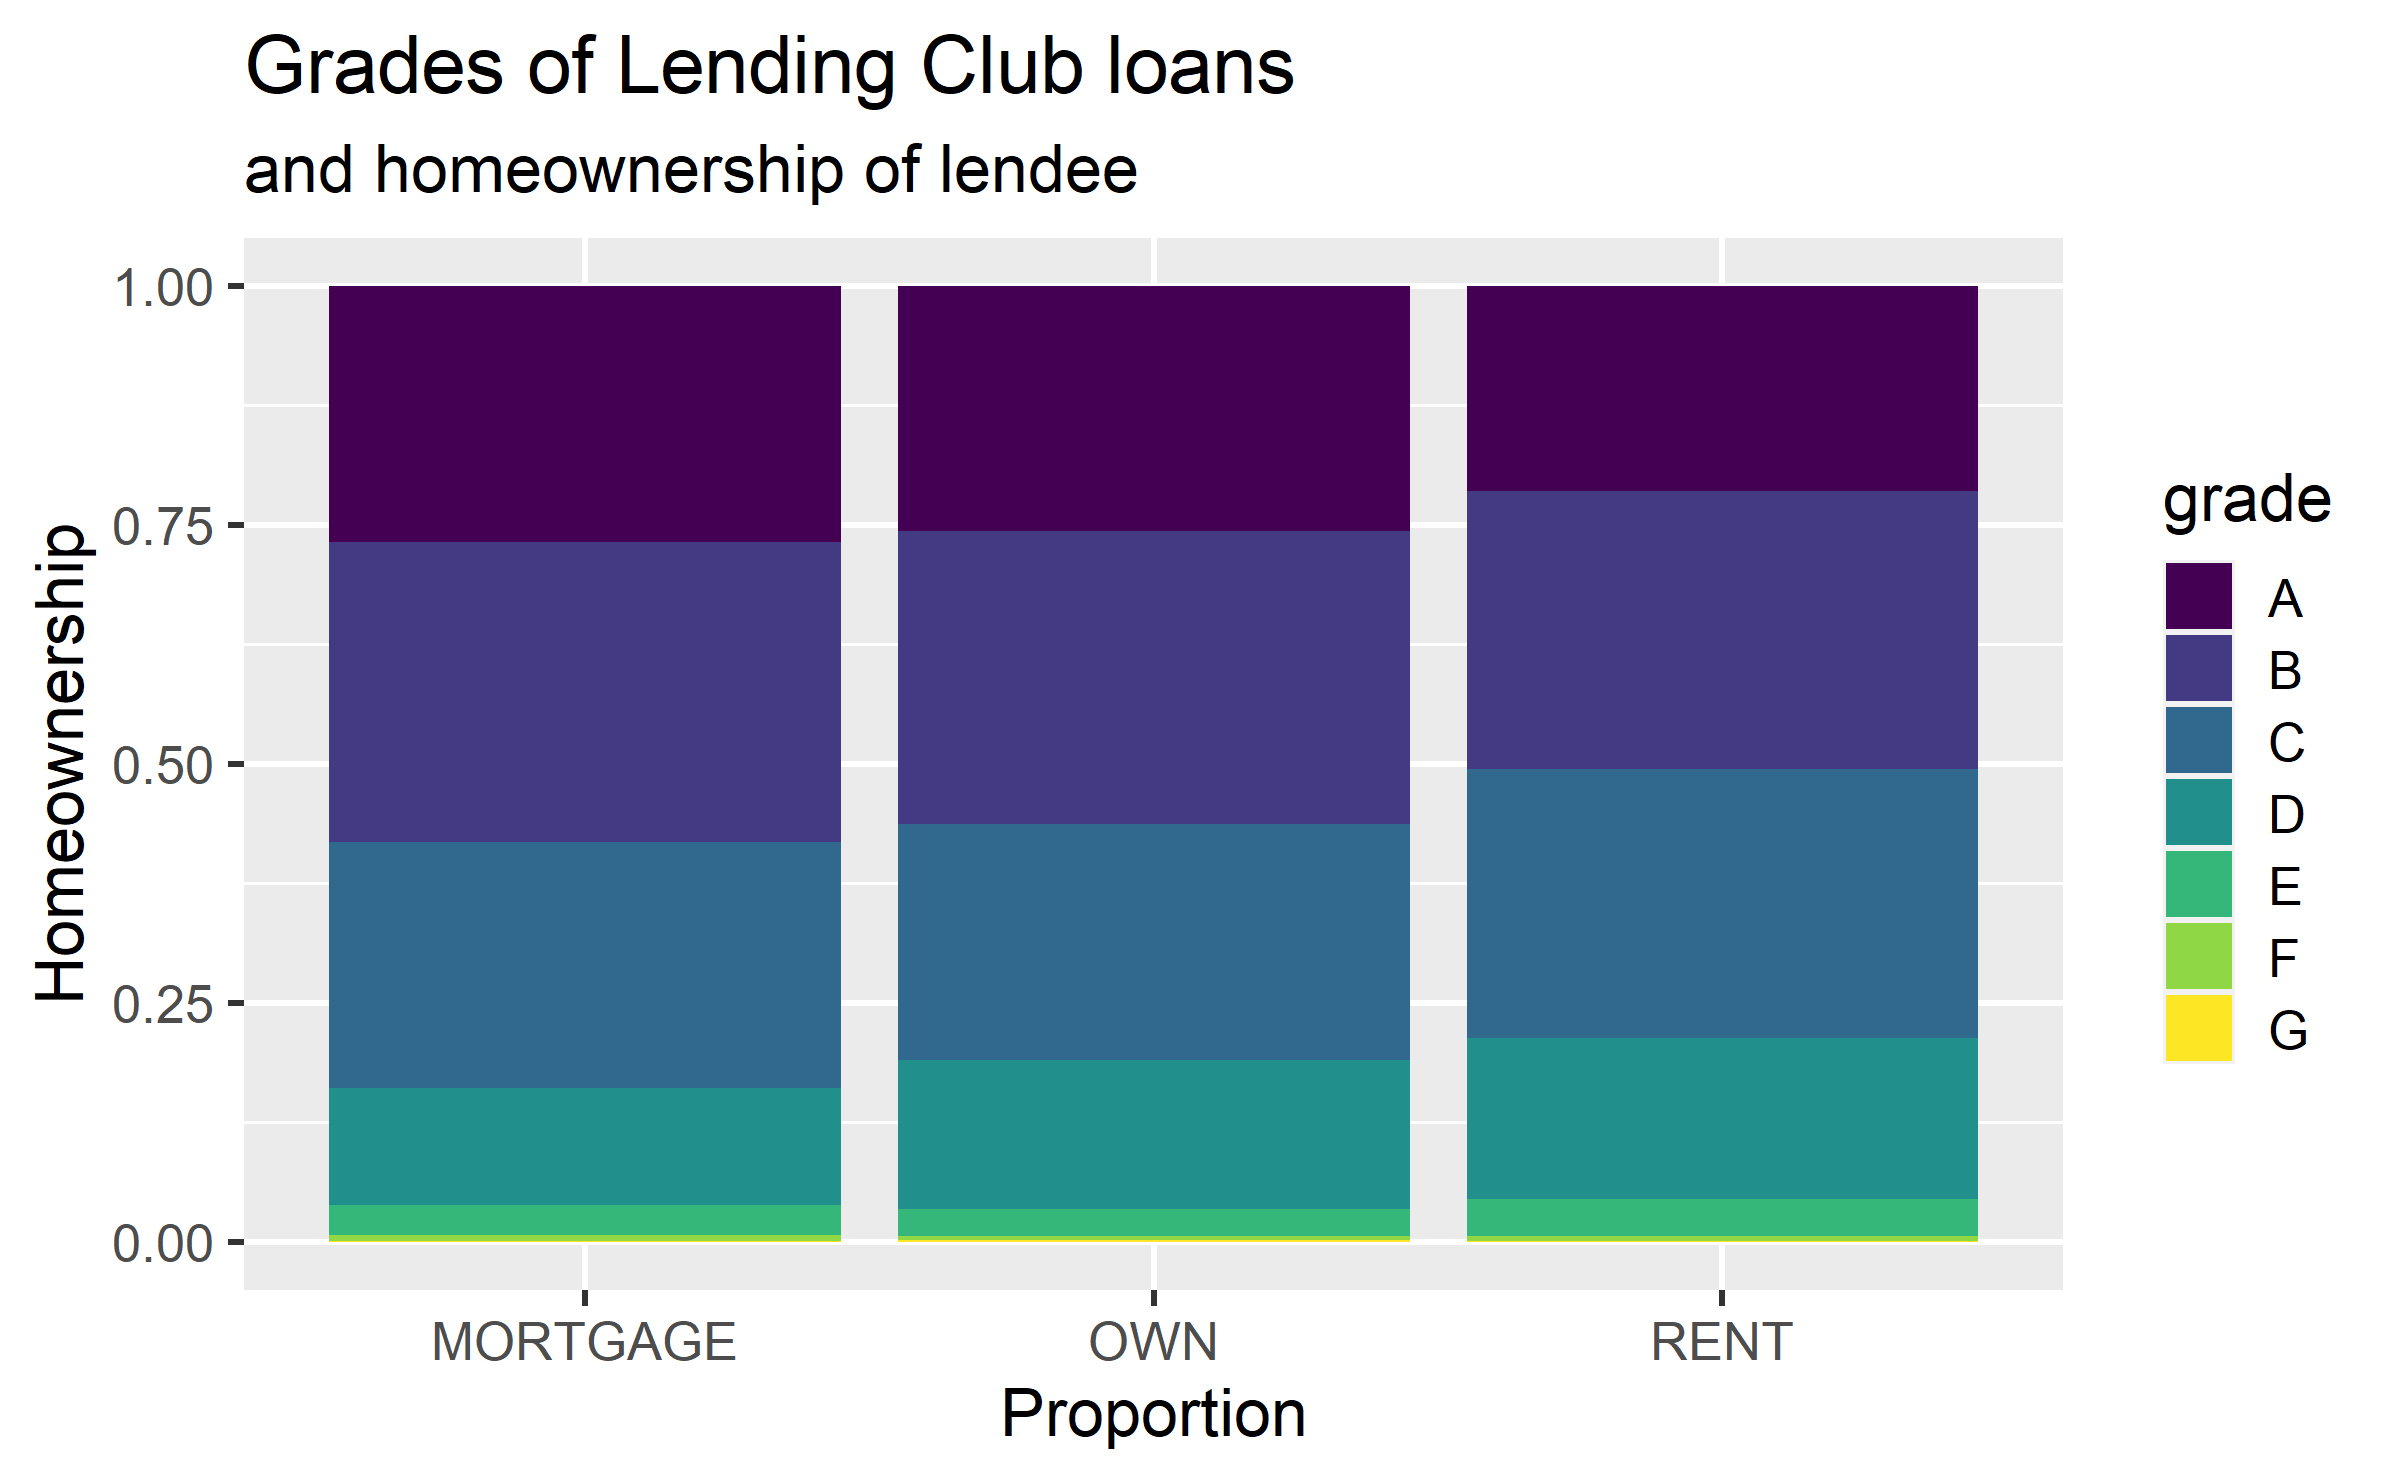 Grades of Lending Club loans
and homeownership of lendee
Homeownership
1.00
0.75
0.50
0.25
0.00
MORTGAGE OWN RENT
Proportion
grade
A
B
C
D
E
F
G